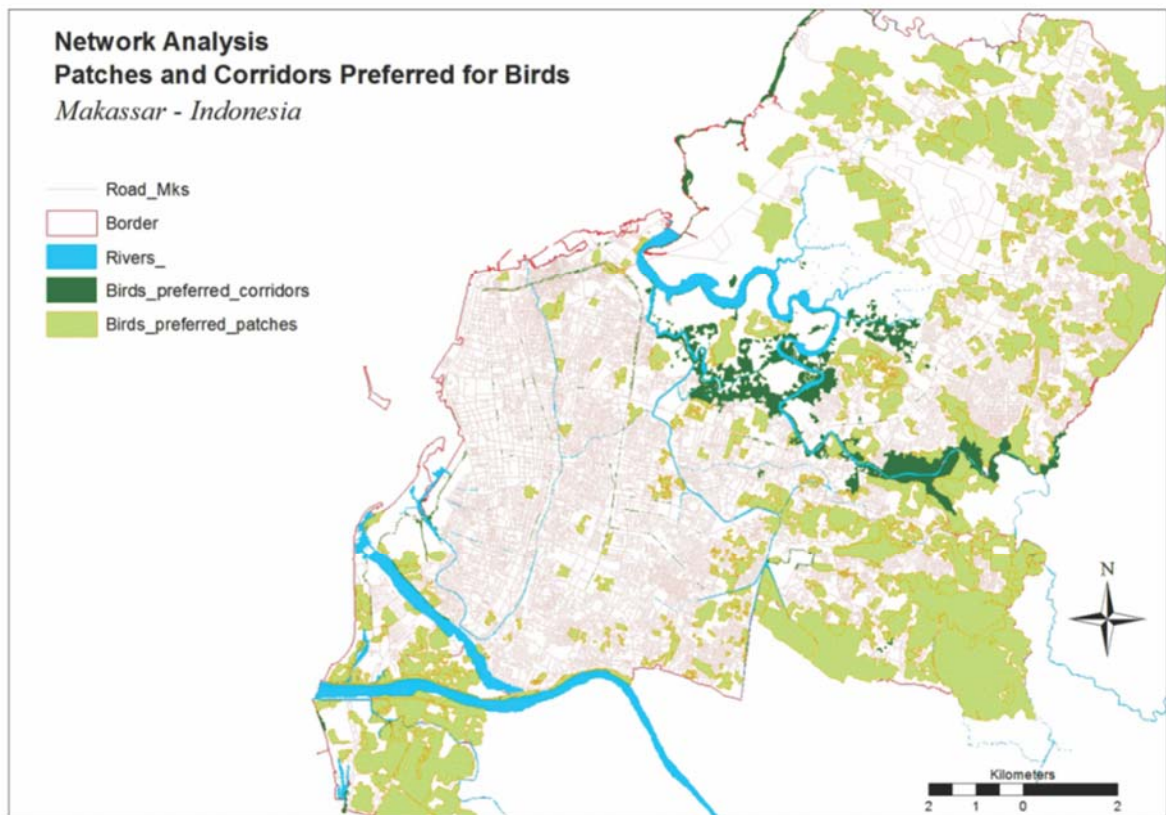 Network Analysis
Patches and Corridors Preferred for Birds
Makassar - Indonesia
Road_Mks
Border
Rivers_
Birds_preferred_corridors
Birds_preferred_patches
N
Kilometers
2 1 0 2